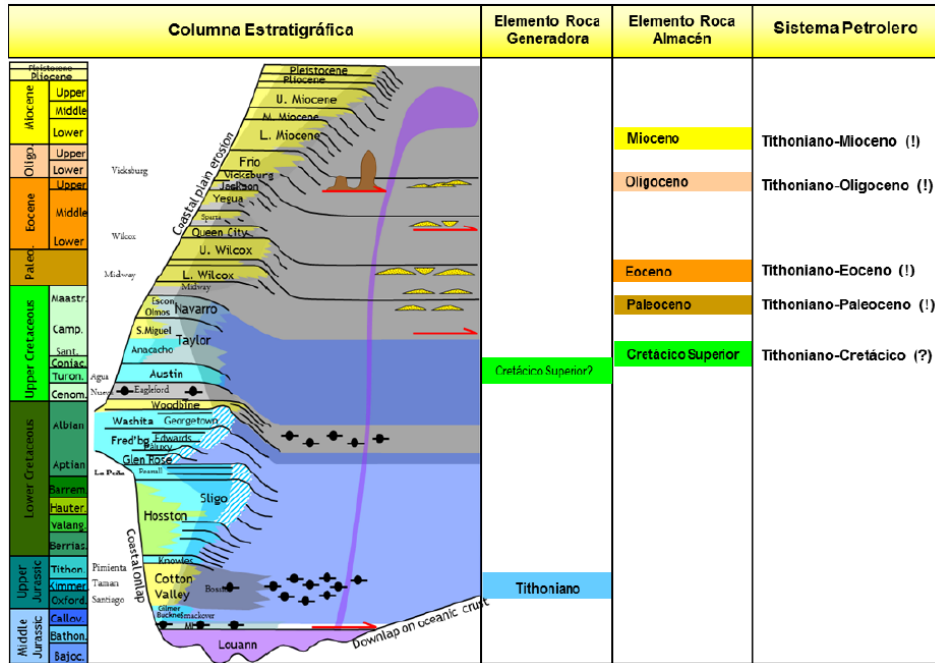 Columna Estratigráfica
Elemento Roca
Generadora
Elemento Roca
Almacén
Sistema Petrolero
Pleistocene
Pliocene
Miocene
Upper
Middle
Lower
Oligo.
Upper
Lower
Eocene
Upper
Middle
Lower
Paleo.
Upper Cretaceous
Maastr.
Camp.
Sant.
Coniac.
Turon.
Cenom.
Lower Cretaceous
Albian
Aptian
Barrem.
Hauter.
Valang.
Berrias.
Upper
Jurassic
Tithon.
Kimmer.
Oxford.
Middle
Jurassic
Callov.
Bathon.
Bajoc.
Vicksburg
Wilcox
Midway
Agua
Nueva
La Peña
Pimienta
Taman
Santiago
Coastal plain erosion
Coastal onlap
Downlap on oceanic crust
Pleistocene
Pliocene
U. Miocene
M. Miocene
L. Miocene
Frio
Vicksburg
Jackson
Yegua
Sparta
Queen City
U. Wilcox
L. Wilcox
Midway
Escon
Olmos
Navarro
S.Miguel
Taylor
Anacacho
Austin
Eagleford
Woodbine
Washita
Georgetown
Fred'bg
Edwards
Glen Rose
Sligo
Hosston
Knowles
Cotton
Valley
Gilmer
Buckner
Smackover
Louann
Cretácico Superior?
Tithoniano
Mioceno
Oligoceno
Eoceno
Paleoceno
Cretácico Superior
Tithoniano-Mioceno (!)
Tithoniano-Oligoceno (!)
Tithoniano-Eoceno (!)
Tithoniano-Paleoceno (!)
Tithoniano-Cretácico (?)